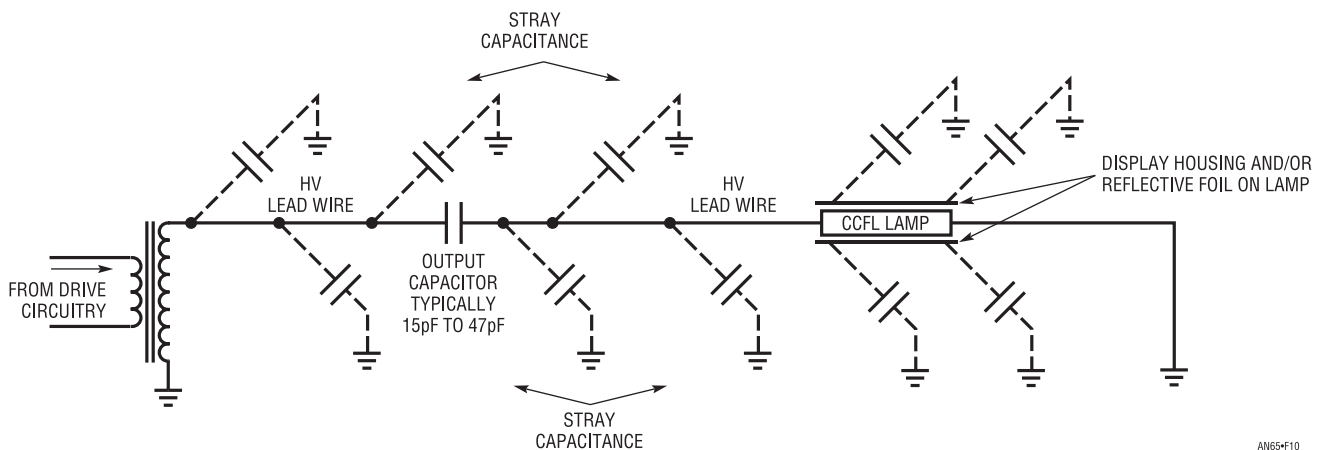 STRAY
CAPACITANCE
HV
LEAD WIRE
HV
LEAD WIRE
DISPLAY HOUSING AND/OR
REFLECTIVE FOIL ON LAMP
CCFL LAMP
FROM DRIVE
CIRCUITRY
OUTPUT
CAPACITOR
TYPICALLY
15pF TO 47pF
STRAY
CAPACITANCE
AN65•F10